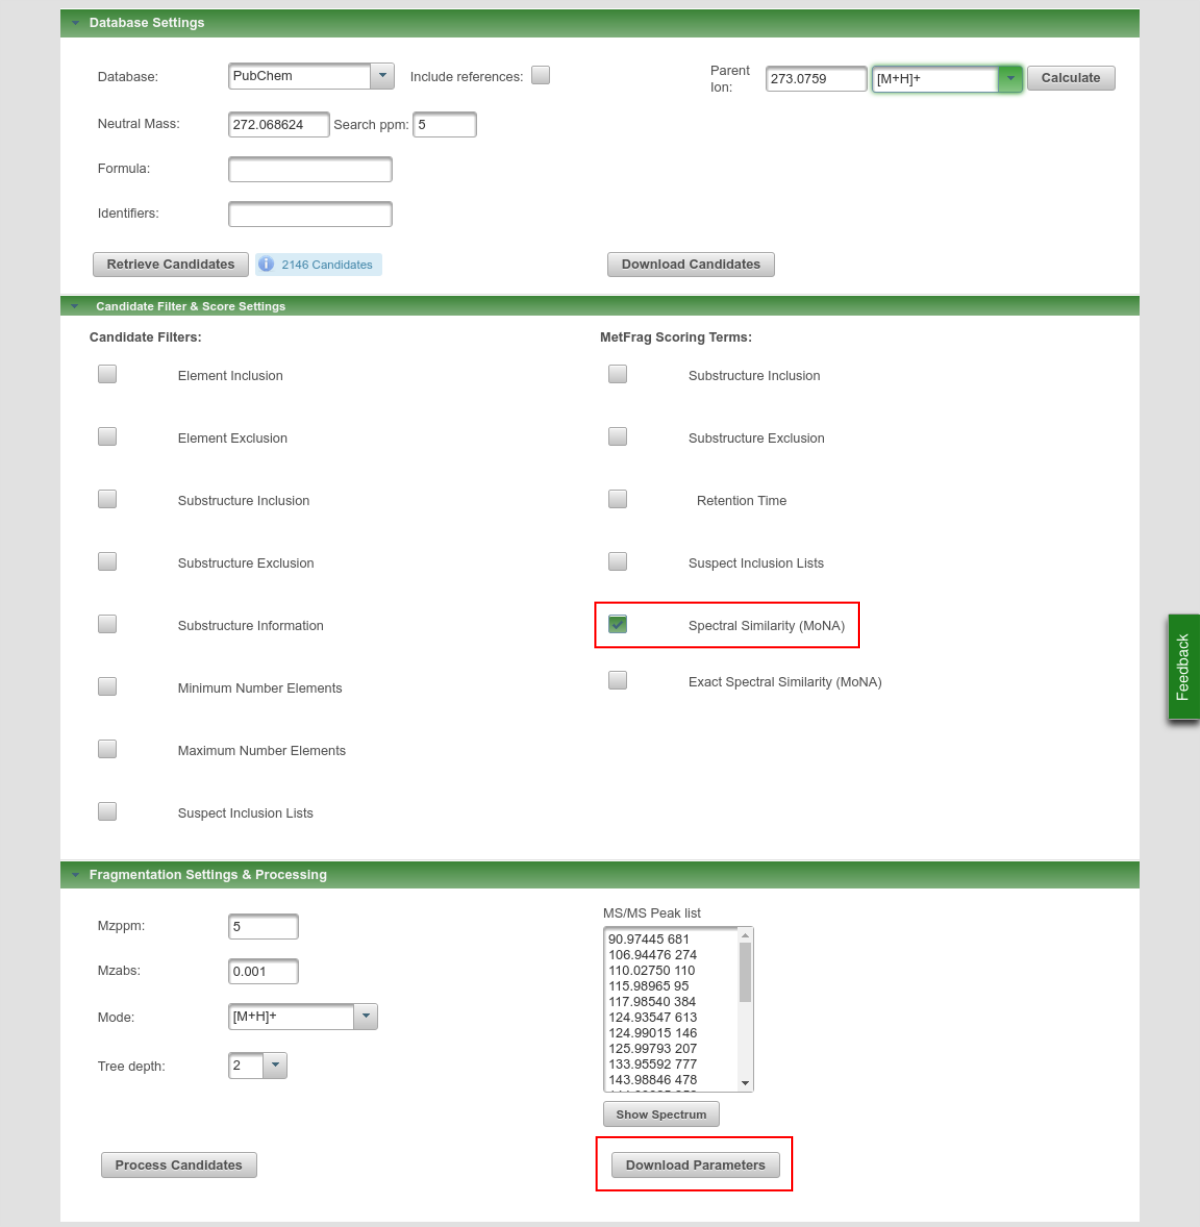 Database Settings
Database: PubChem Include references: Parent Ion: 273.0759 [M+H]+ Calculate
Neutral Mass: 272.068624 Search ppm: 5
Formula:
Identifiers:
Retrieve Candidates 2146 Candidates Download Candidates
Candidate Filter & Score Settings
Candidate Filters: MetFrag Scoring Terms:
Element Inclusion Substructure Inclusion
Element Exclusion Substructure Exclusion
Substructure Inclusion Retention Time
Substructure Exclusion Suspect Inclusion Lists
Substructure Information Spectral Similarity (MoNA)
Minimum Number Elements Exact Spectral Similarity (MoNA)
Maximum Number Elements
Suspect Inclusion Lists
Feedback
Fragmentation Settings & Processing
Mzppm: 5
Mzabs: 0.001
Mode: [M+H]+
Tree depth: 2
MS/MS Peak list
90.97445 681
106.94476 274
110.02750 110
115.98965 95
117.98540 384
124.93547 613
124.99015 146
125.99793 207
133.95592 777
143.98846 478
Show Spectrum
Process Candidates Download Parameters